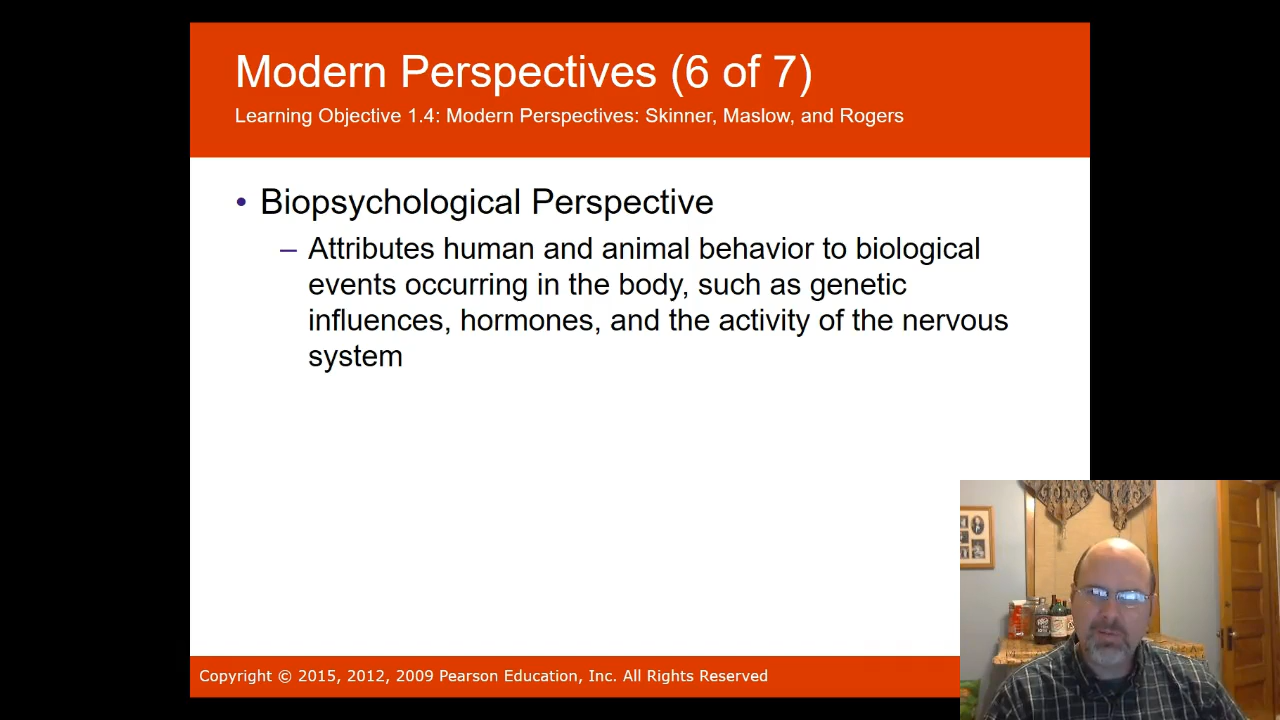 Modern Perspectives (6 of 7)
Learning Objective 1.4: Modern Perspectives: Skinner, Maslow, and Rogers
• Biopsychological Perspective
– Attributes human and animal behavior to biological
events occurring in the body, such as genetic
influences, hormones, and the activity of the nervous
system
Copyright © 2015, 2012, 2009 Pearson Education, Inc. All Rights Reserved